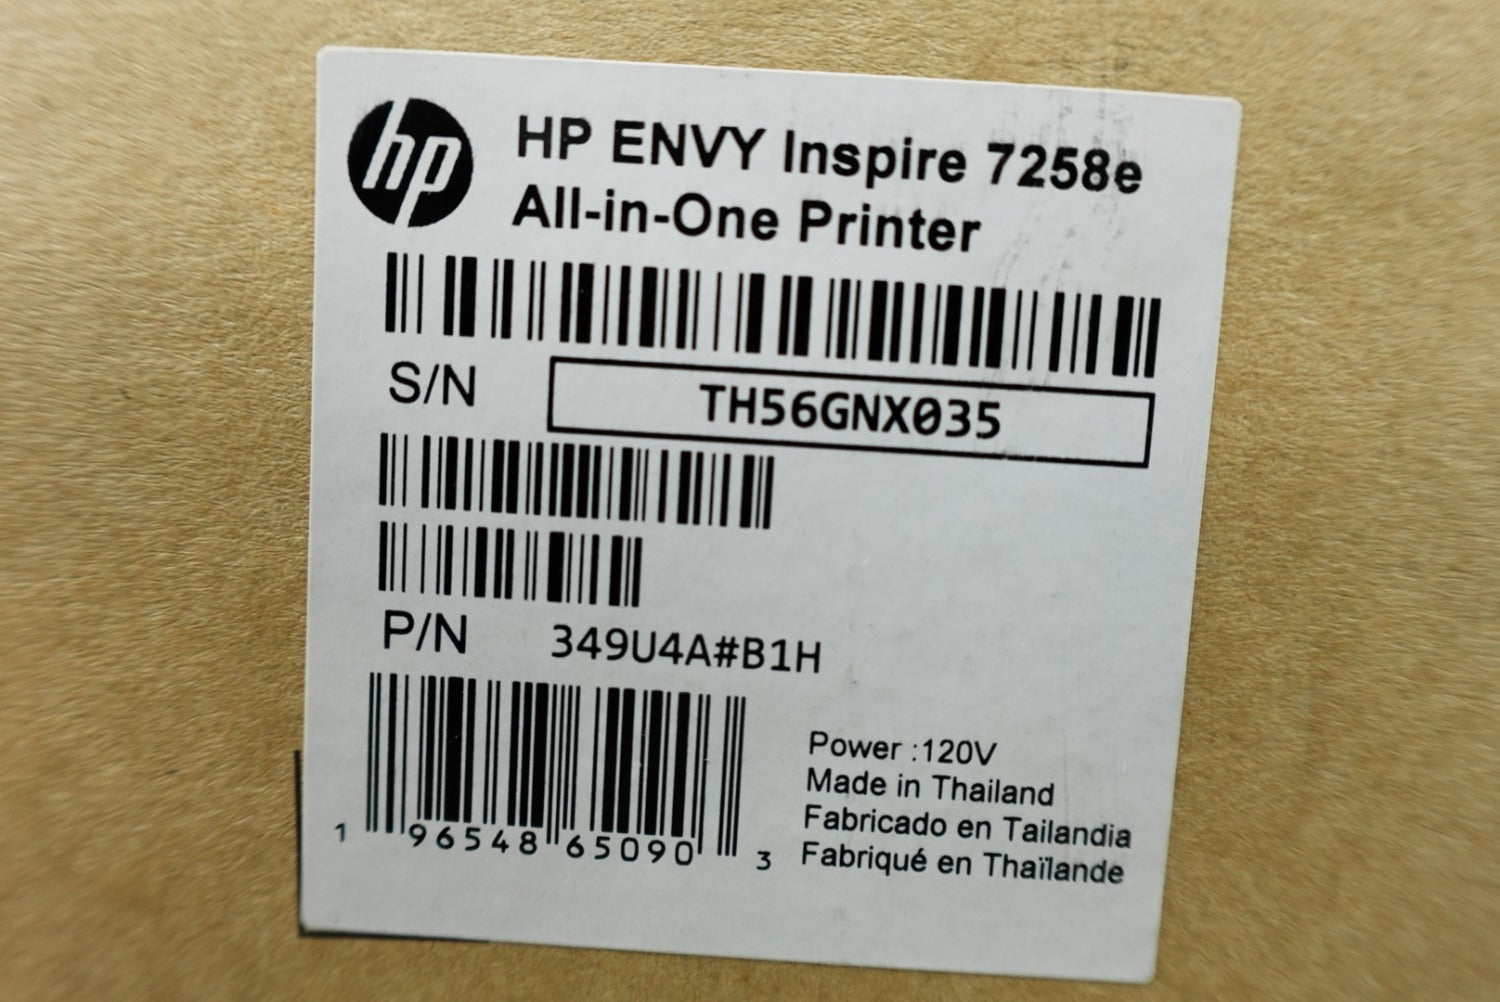 hp
HP ENVY Inspire 7258e
All-in-One Printer
S/N TH56GNX035
P/N 349U4A#B1H
1 96548 65090 3
Power :120V
Made in Thailand
Fabricado en Tailandia
Fabriqué en Thaïlande